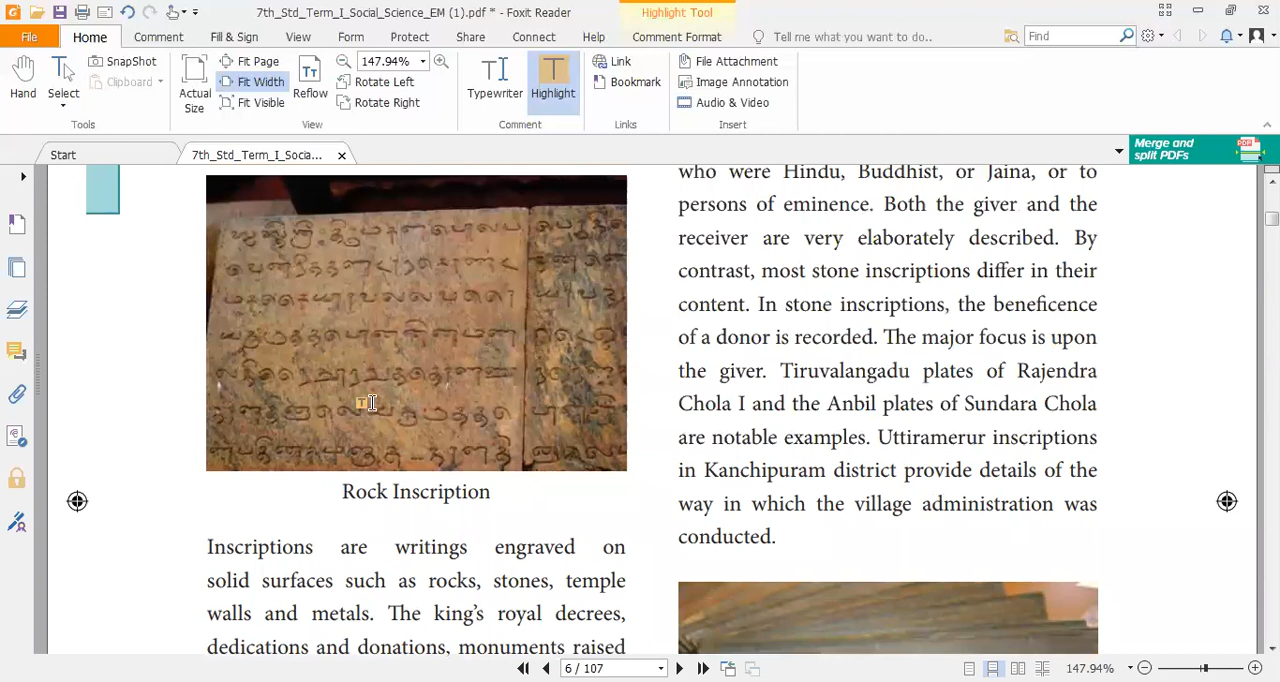 7th_Std_Term_I_Social_Science_EM (1).pdf * - Foxit Reader
Highlight Tool
File
Home
Comment
Fill & Sign
View
Form
Protect
Share
Connect
Help
Comment Format
Tell me what you want to do..
Find
Hand
Select
SnapShot
Clipboard
Tools
Actual Size
Fit Page
Fit Width
Fit Visible
Reflow
147.94%
Rotate Left
Rotate Right
View
Typewriter
Highlight
Comment
Link
Bookmark
Links
File Attachment
Image Annotation
Audio & Video
Insert
Start
7th_Std_Term_I_Socia...
Merge and
split PDFs
Rock Inscription
Inscriptions are writings engraved on
solid surfaces such as rocks, stones, temple
walls and metals. The king's royal decrees,
dedications and donations, monuments raised
who were Hindu, Buddhist, or Jaina, or to
persons of eminence. Both the giver and the
receiver are very elaborately described. By
contrast, most stone inscriptions differ in their
content. In stone inscriptions, the beneficence
of a donor is recorded. The major focus is upon
the giver. Tiruvalangadu plates of Rajendra
Chola I and the Anbil plates of Sundara Chola
are notable examples. Uttiramerur inscriptions
in Kanchipuram district provide details of the
way in which the village administration was
conducted.
6 / 107
147.94%